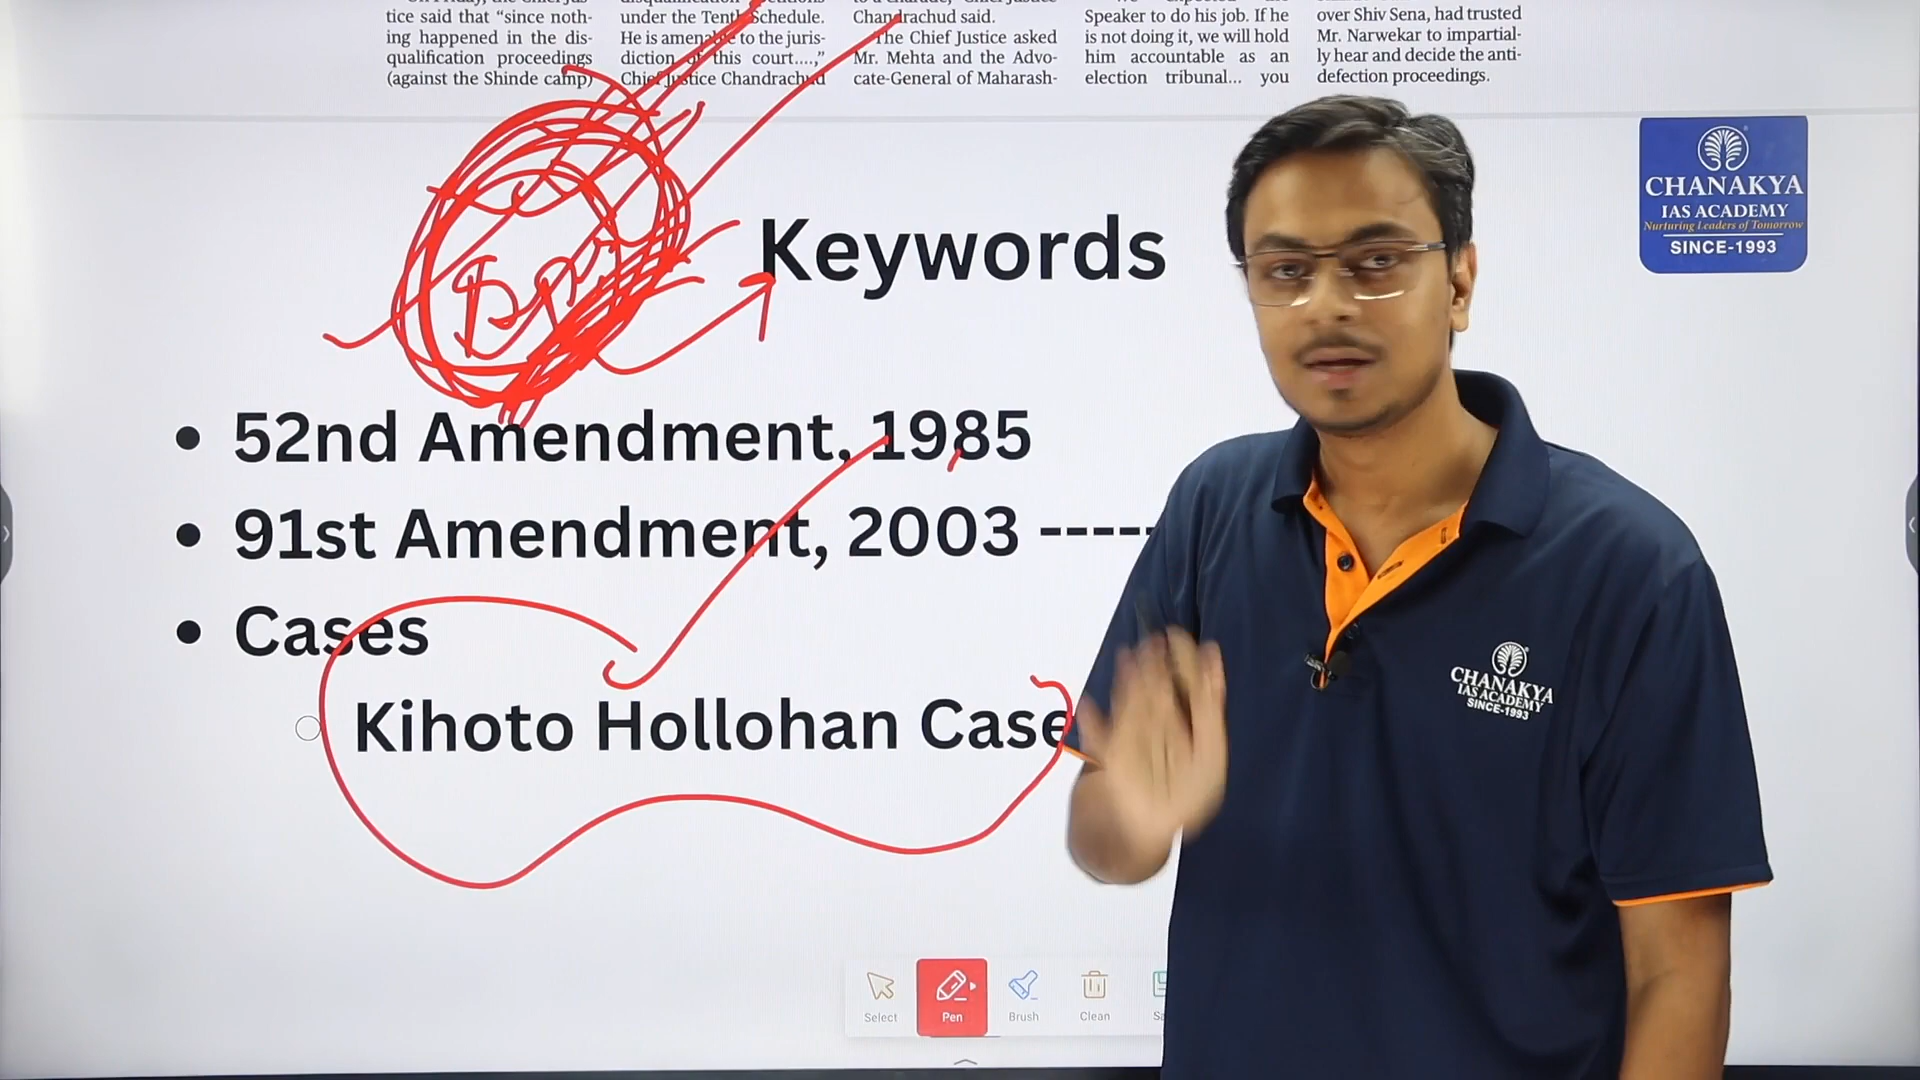 tice said that “since noth-
ing happened in the dis-
qualification proceedings
(against the Shinde camp)
under the Tenth Schedule.
He is amenable to the juris-
diction of this court....,”
Chief Justice Chandrachud
Chandrachud said.
The Chief Justice asked
Mr. Mehta and the Advo-
cate-General of Maharash-
Speaker to do his job. If he
is not doing it, we will hold
him accountable as an
election tribunal... you
over Shiv Sena, had trusted
Mr. Narwekar to impartial-
ly hear and decide the anti-
defection proceedings.
CHANAKYA
IAS ACADEMY
Nurturing Leaders of Tomorrow
SINCE-1993
Keywords
• 52nd Amendment, 1985
• 91st Amendment, 2003 -----
• Cases
Kihoto Hollohan Case
CHANAKYA
IAS ACADEMY
SINCE-1993
Select
Pen
Brush
Clean